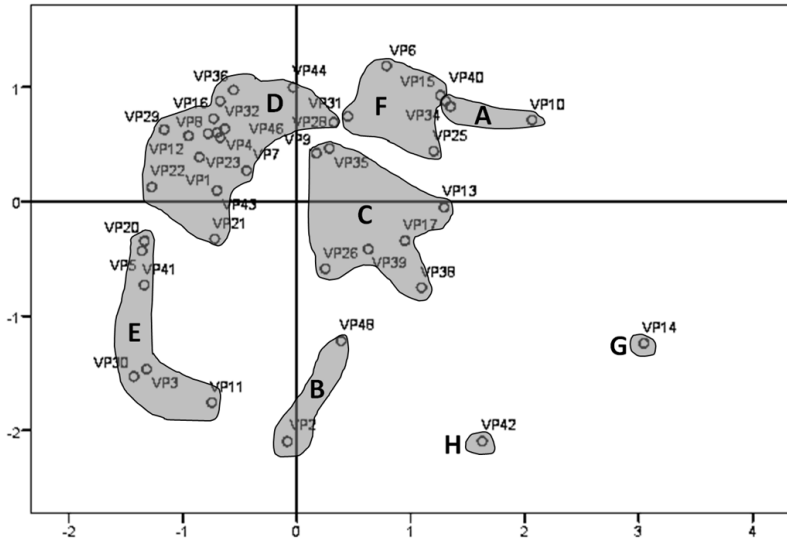 VP6
VP36
VP44
VP15
VP40
1
D
VP16
VP31
F
VP32
A
VP10
VP29
VP8
VP28
VP34
VP46
VP25
VP12
VP4
VP9
VP23
VP7
VP35
VP22
VP1
VP13
0
VP43
C
VP21
VP17
VP20
VP5
VP41
VP26
VP39
VP38
-1
E
VP48
VP14
G
VP30
VP3
VP11
B
-2
VP2
H
VP42
-2 -1 0 1 2 3 4